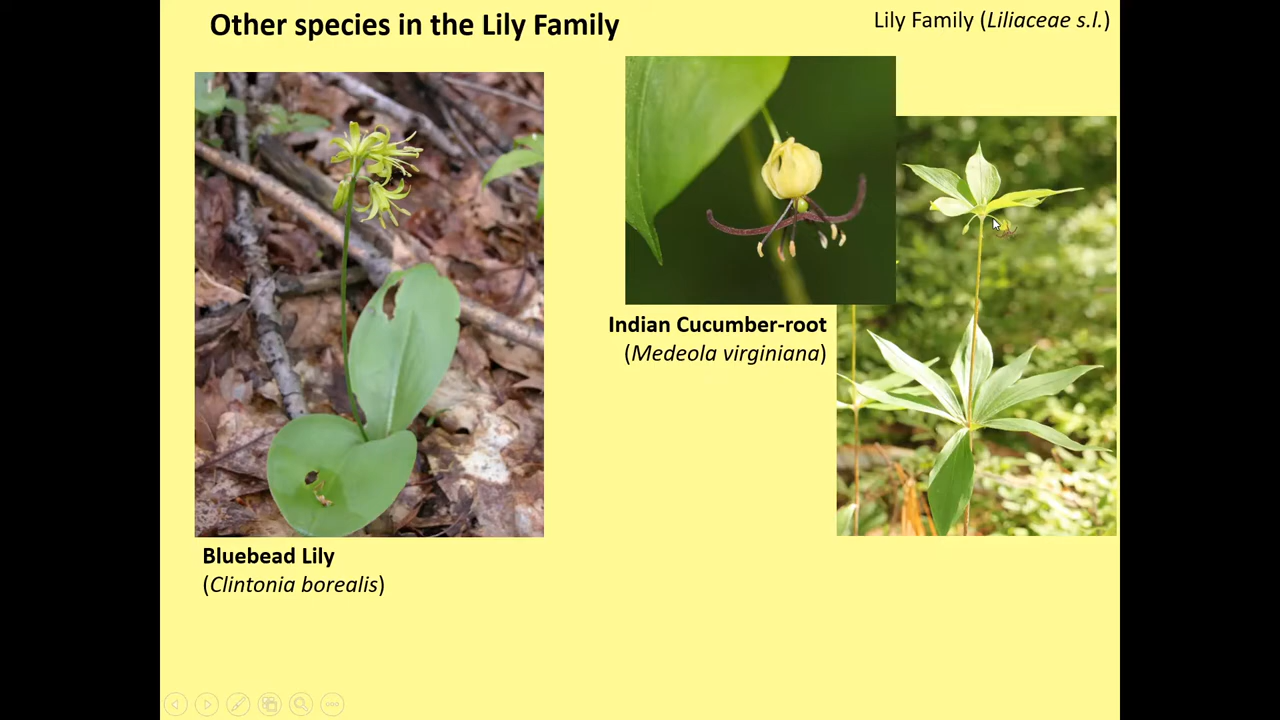 Other species in the Lily Family
Lily Family (Liliaceae s.l.)
Indian Cucumber-root
(Medeola virginiana)
Bluebead Lily
(Clintonia borealis)